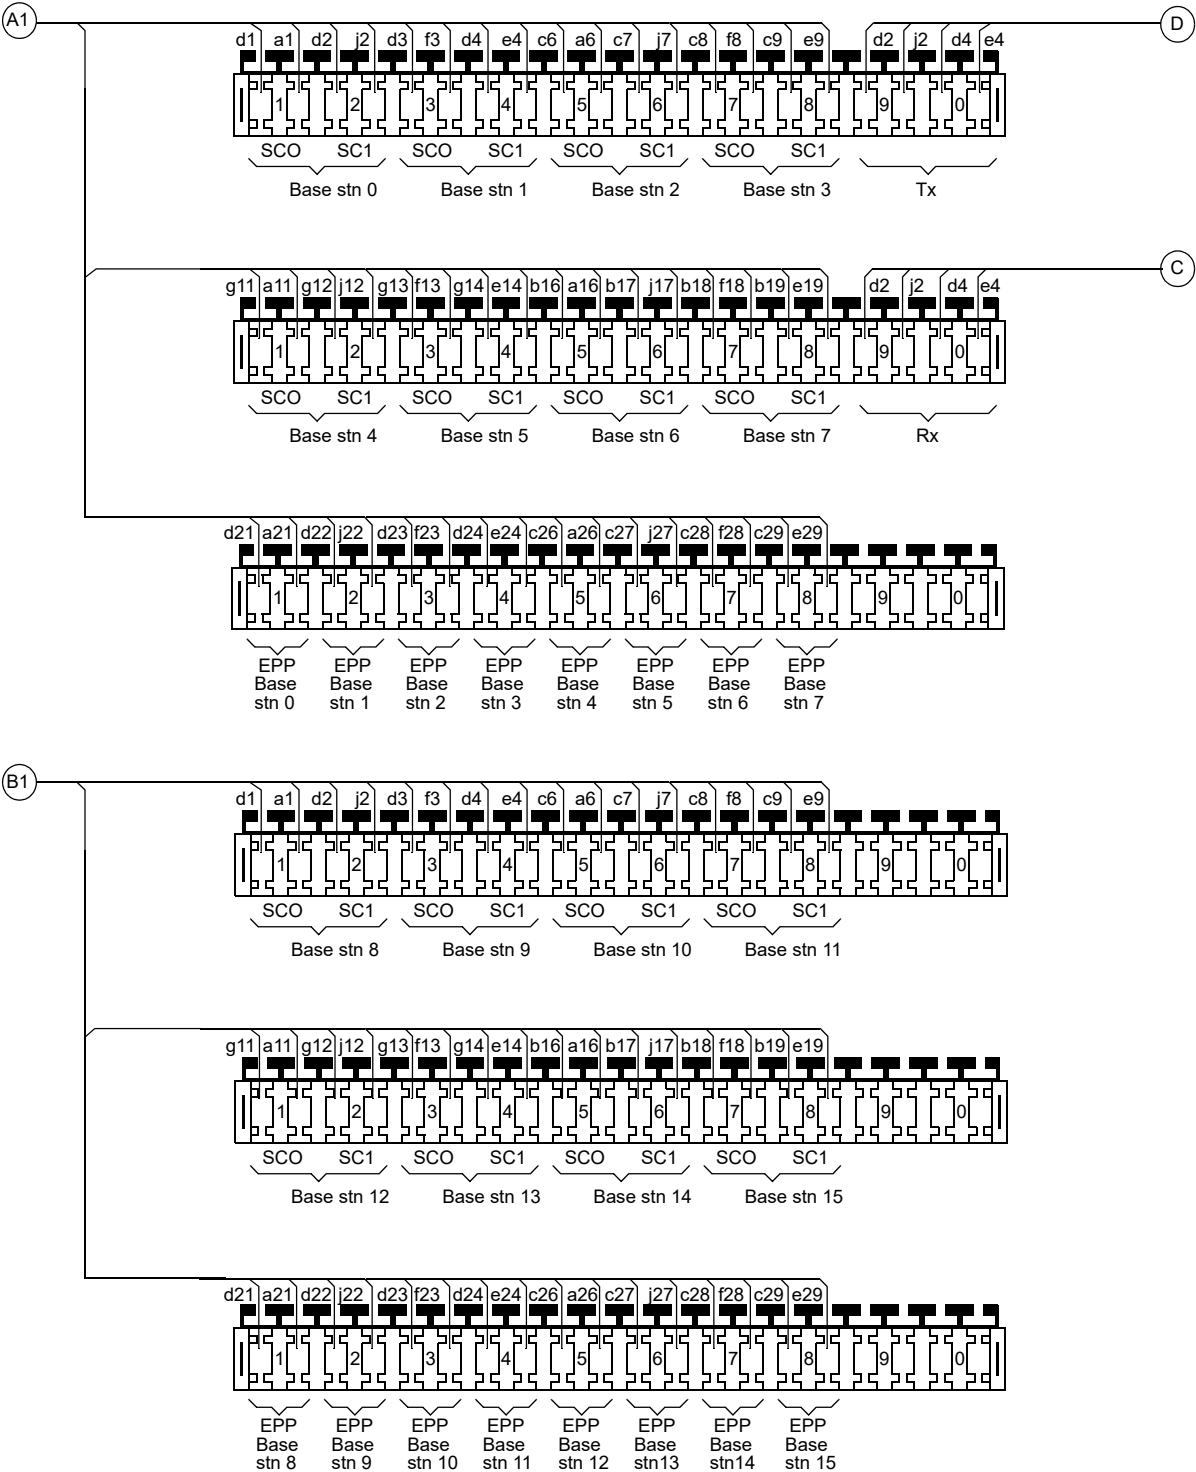 A1
D
d1 a1 d2 j2 d3 f3 d4 e4 c6 a6 c7 j7 c8 f8 c9 e9 d2 j2 d4 e4
1 2 3 4 5 6 7 8 9 0
SCO SC1 SCO SC1 SCO SC1 SCO SC1
Base stn 0 Base stn 1 Base stn 2 Base stn 3 Tx
C
g11 a11 g12 j12 g13 f13 g14 e14 b16 a16 b17 j17 b18 f18 b19 e19 d2 j2 d4 e4
1 2 3 4 5 6 7 8 9 0
SCO SC1 SCO SC1 SCO SC1 SCO SC1
Base stn 4 Base stn 5 Base stn 6 Base stn 7 Rx
d21 a21 d22 j22 d23 f23 d24 e24 c26 a26 c27 j27 c28 f28 c29 e29
1 2 3 4 5 6 7 8 9 0
EPP EPP EPP EPP EPP EPP EPP EPP
Base Base Base Base Base Base Base Base
stn 0 stn 1 stn 2 stn 3 stn 4 stn 5 stn 6 stn 7
B1
d1 a1 d2 j2 d3 f3 d4 e4 c6 a6 c7 j7 c8 f8 c9 e9
1 2 3 4 5 6 7 8 9 0
SCO SC1 SCO SC1 SCO SC1 SCO SC1
Base stn 8 Base stn 9 Base stn 10 Base stn 11
g11 a11 g12 j12 g13 f13 g14 e14 b16 a16 b17 j17 b18 f18 b19 e19
1 2 3 4 5 6 7 8 9 0
SCO SC1 SCO SC1 SCO SC1 SCO SC1
Base stn 12 Base stn 13 Base stn 14 Base stn 15
d21 a21 d22 j22 d23 f23 d24 e24 c26 a26 c27 j27 c28 f28 c29 e29
1 2 3 4 5 6 7 8 9 0
EPP EPP EPP EPP EPP EPP EPP EPP
Base Base Base Base Base Base Base Base
stn 8 stn 9 stn 10 stn 11 stn 12 stn13 stn14 stn 15